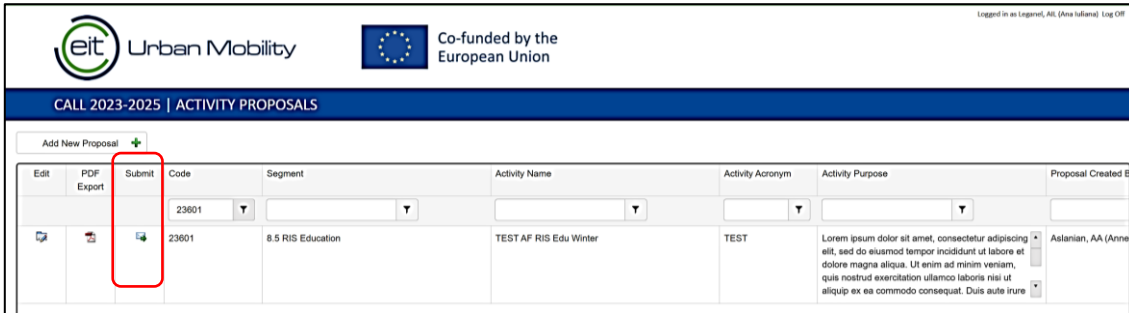 Logged in as Leganel, AIL (Ana Iuliana) Log Off
eit Urban Mobility
Co-funded by the
European Union
CALL 2023-2025 | ACTIVITY PROPOSALS
Add New Proposal
Edit PDF Export Submit Code Segment Activity Name Activity Acronym Activity Purpose Proposal Created B
23601
23601 8.5 RIS Education TEST AF RIS Edu Winter TEST Lorem ipsum dolor sit amet, consectetur adipiscing Aslanian, AA (Anne
elit, sed do eiusmod tempor incididunt ut labore et
dolore magna aliqua. Ut enim ad minim veniam,
quis nostrud exercitation ullamco laboris nisi ut
aliquip ex ea commodo consequat. Duis aute irure